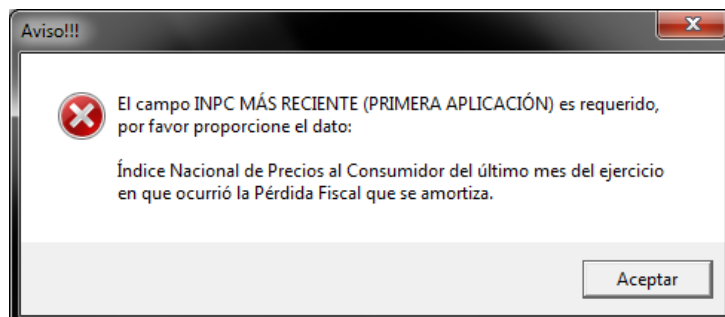 Aviso!!!
El campo INPC MÁS RECIENTE (PRIMERA APLICACIÓN) es requerido,
por favor proporcione el dato:
Índice Nacional de Precios al Consumidor del último mes del ejercicio
en que ocurrió la Pérdida Fiscal que se amortiza.
Aceptar